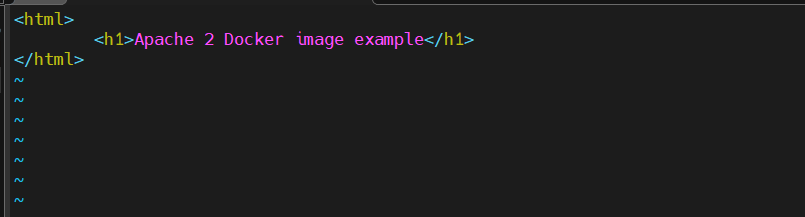 <html>
<h1>Apache 2 Docker image example</h1>
</html>
~
~
~
~
~
~
~